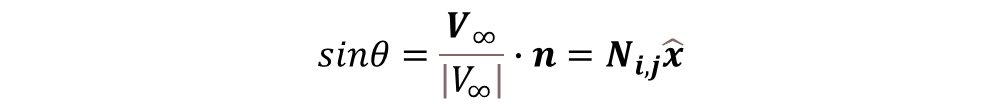 sinθ = V∞ / |V∞| · n = Nᵢ,ⱼ x̂